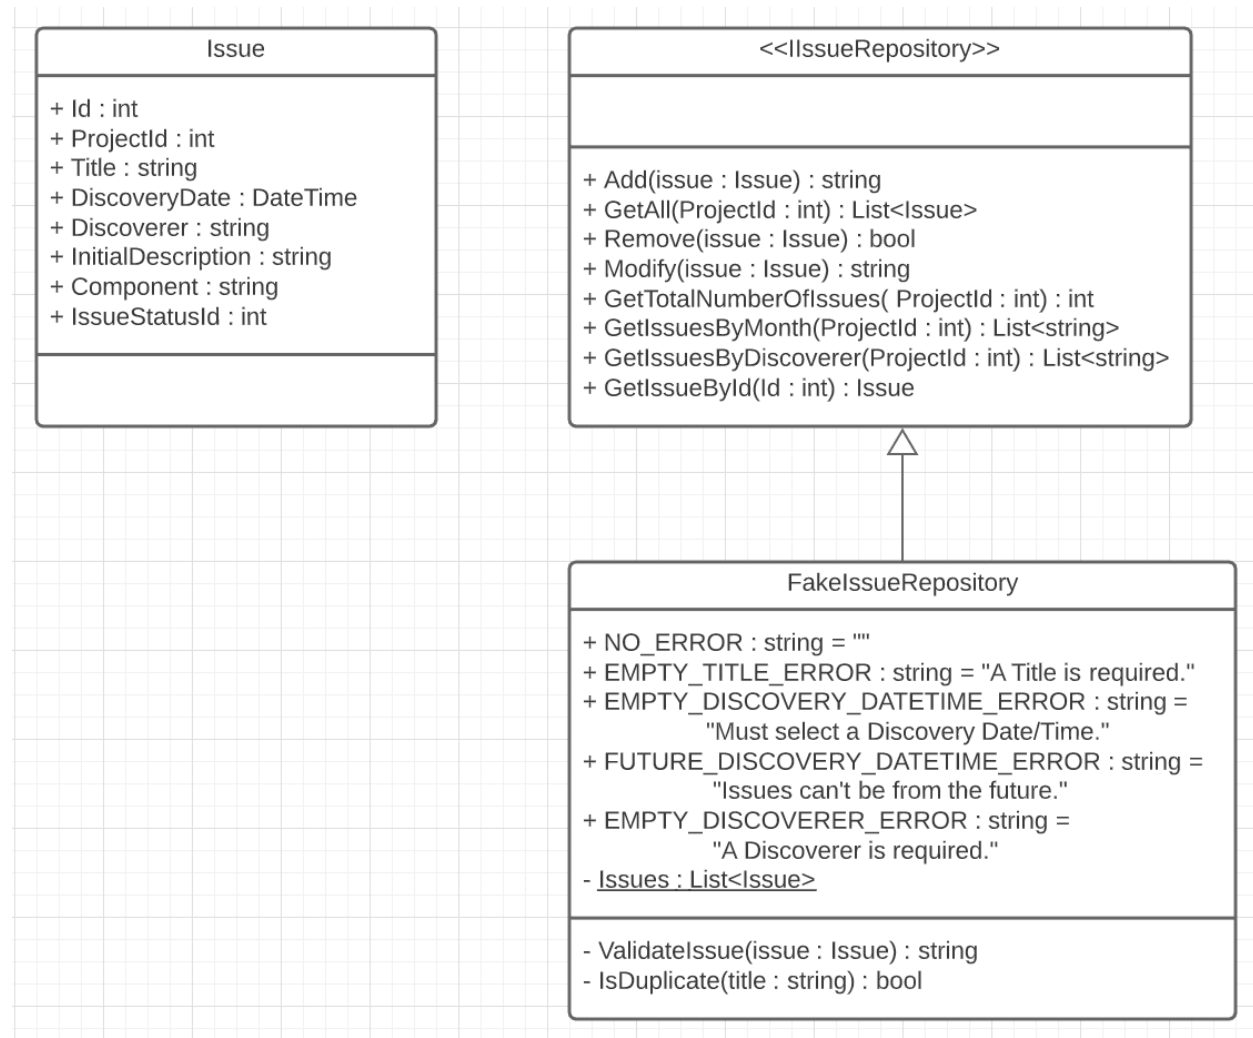 Issue
+ Id : int
+ ProjectId : int
+ Title : string
+ DiscoveryDate : DateTime
+ Discoverer : string
+ InitialDescription : string
+ Component : string
+ IssueStatusId : int
<<IIssueRepository>>
+ Add(issue : Issue) : string
+ GetAll(ProjectId : int) : List<Issue>
+ Remove(issue : Issue) : bool
+ Modify(issue : Issue) : string
+ GetTotalNumberOfIssues( ProjectId : int) : int
+ GetIssuesByMonth(ProjectId : int) : List<string>
+ GetIssuesByDiscoverer(ProjectId : int) : List<string>
+ GetIssueById(Id : int) : Issue
FakeIssueRepository
+ NO_ERROR : string = ""
+ EMPTY_TITLE_ERROR : string = "A Title is required."
+ EMPTY_DISCOVERY_DATETIME_ERROR : string =
"Must select a Discovery Date/Time."
+ FUTURE_DISCOVERY_DATETIME_ERROR : string =
"Issues can't be from the future."
+ EMPTY_DISCOVERER_ERROR : string =
"A Discoverer is required."
- Issues : List<Issue>
- ValidateIssue(issue : Issue) : string
- IsDuplicate(title : string) : bool